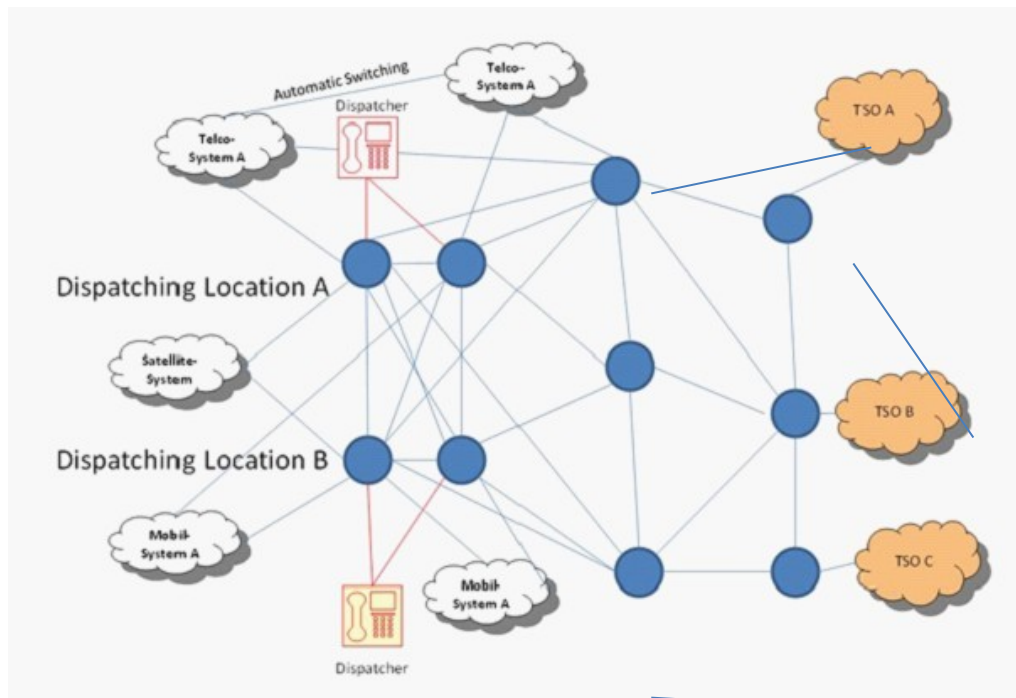 Automatic Switching
Telco-
System A
Dispatcher
Telco-
System A
TSO A
Dispatching Location A
Satellite-
System
TSO B
Dispatching Location B
Mobil-
System A
Mobil-
System A
TSO C
Dispatcher